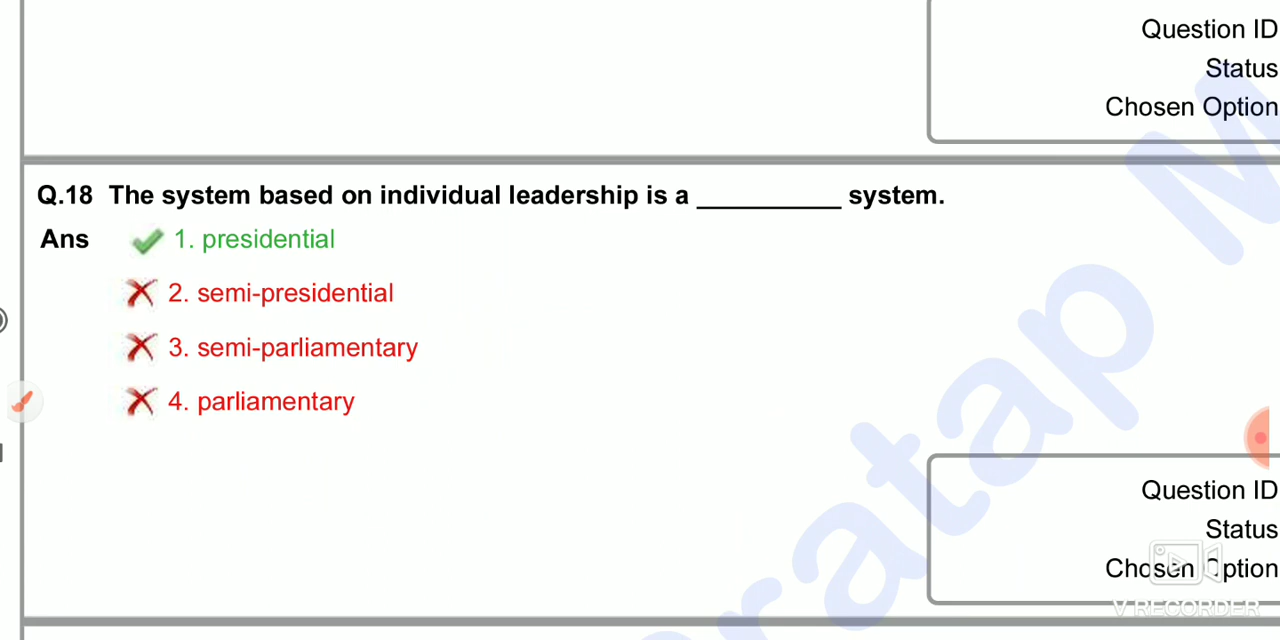 Question ID
Status
Chosen Option
Q.18 The system based on individual leadership is a __________ system.
Ans 1. presidential
2. semi-presidential
3. semi-parliamentary
4. parliamentary
Question ID
Status
Chosen Option
V RECORDER
ratap M